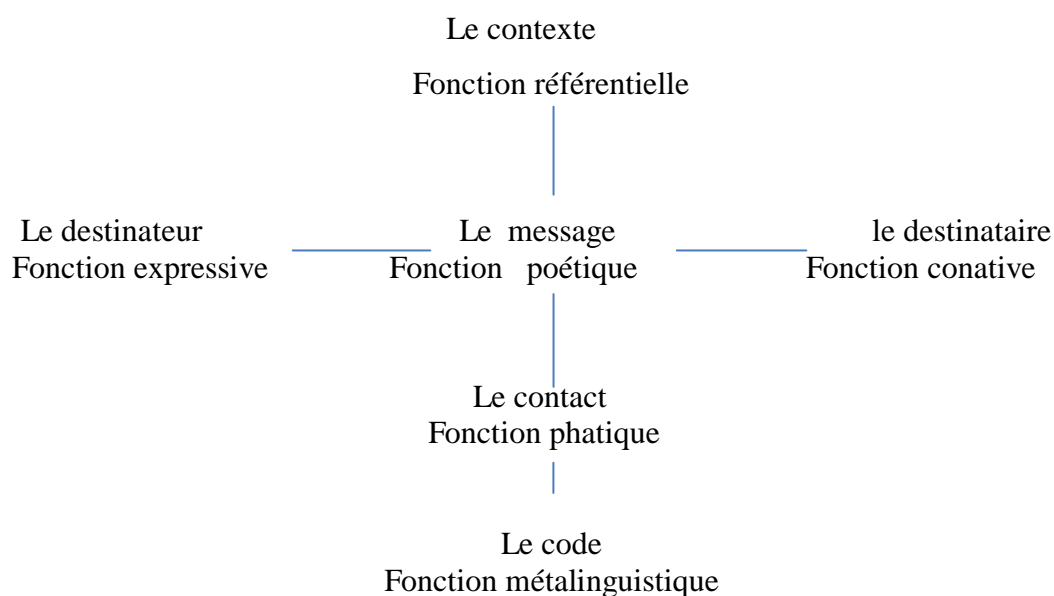 Le contexte
Fonction référentielle
Le destinateur Le message le destinataire
Fonction expressive Fonction poétique Fonction conative
Le contact
Fonction phatique
Le code
Fonction métalinguistique